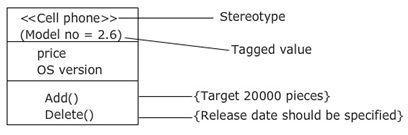 <<Cell phone>>
Stereotype
(Model no = 2.6)
Tagged value
price
OS version
Add()
{Target 20000 pieces}
Delete()
{Release date should be specified}